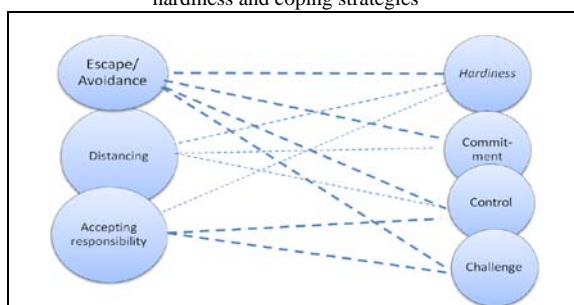 hardiness and coping strategies
Escape/
Avoidance
Distancing
Accepting
responsibility
Hardiness
Commit-
ment
Control
Challenge